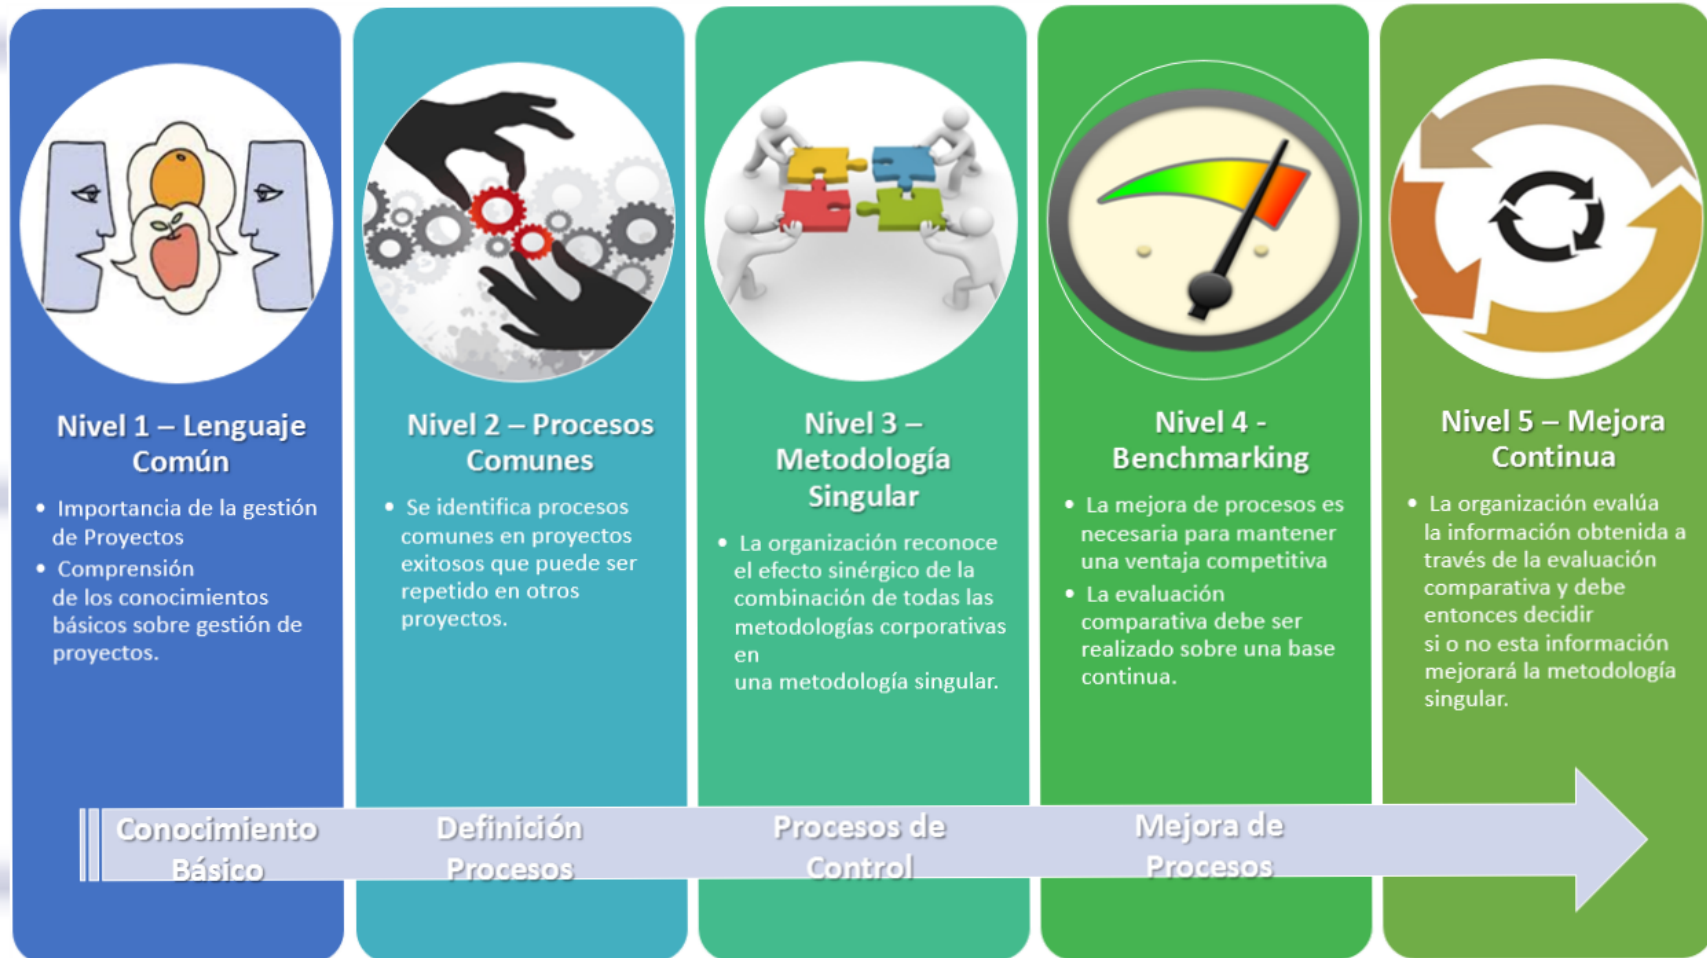 Nivel 1 – Lenguaje
Común
• Importancia de la gestión
de Proyectos
• Comprensión
de los conocimientos
básicos sobre gestión de
proyectos.
Nivel 2 – Procesos
Comunes
• Se identifica procesos
comunes en proyectos
exitosos que puede ser
repetido en otros
proyectos.
Nivel 3 –
Metodología
Singular
• La organización reconoce
el efecto sinérgico de la
combinación de todas las
metodologías corporativas
en
una metodología singular.
Nivel 4 -
Benchmarking
• La mejora de procesos es
necesaria para mantener
una ventaja competitiva
• La evaluación
comparativa debe ser
realizado sobre una base
continua.
Nivel 5 – Mejora
Continua
• La organización evalúa
la información obtenida a
través de la evaluación
comparativa y debe
entonces decidir
si o no esta información
mejorará la metodología
singular.
Conocimiento
Básico
Definición
Procesos
Procesos de
Control
Mejora de
Procesos